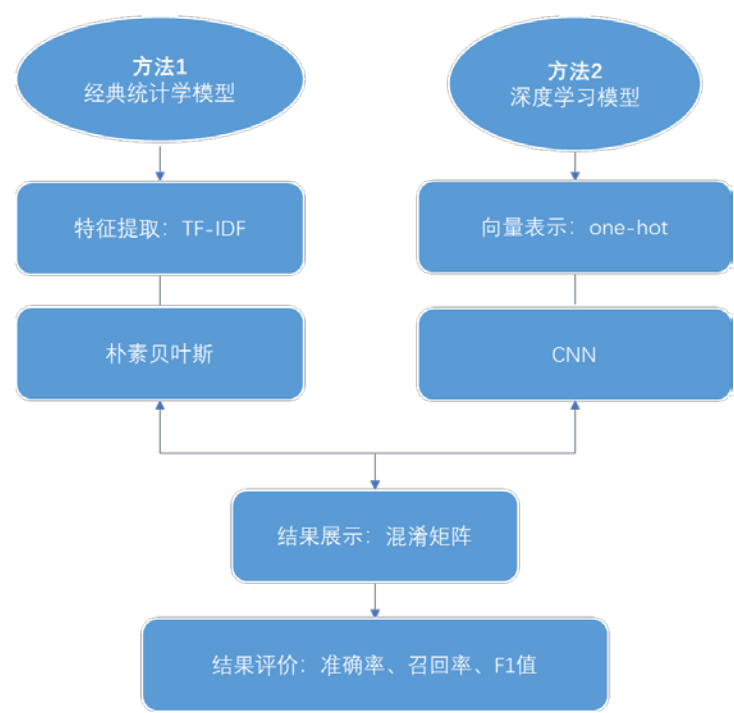 方法1
经典统计学模型
方法2
深度学习模型
特征提取：TF-IDF
向量表示：one-hot
朴素贝叶斯
CNN
结果展示：混淆矩阵
结果评价：准确率、召回率、F1值